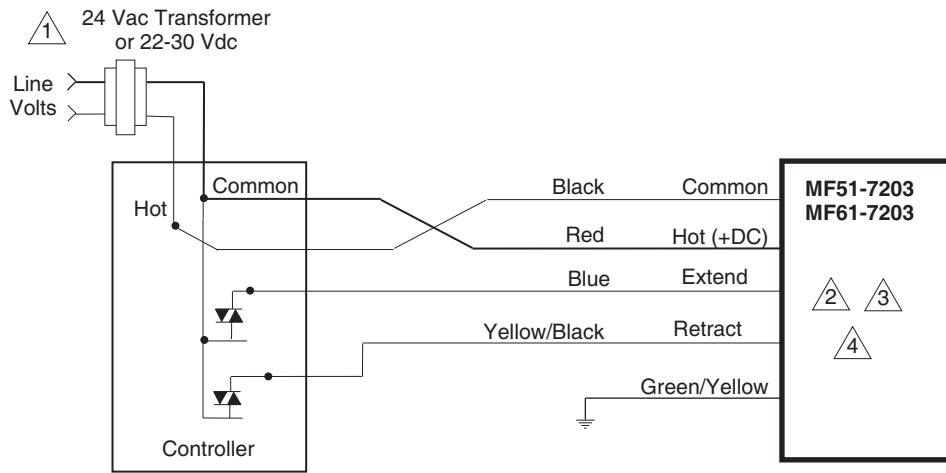 1
24 Vac Transformer
or 22-30 Vdc
Line
Volts
Common
Hot
Black
Common
Red
Hot (+DC)
Blue
Extend
Yellow/Black
Retract
Green/Yellow
MF51-7203
MF61-7203
2
3
4
Controller